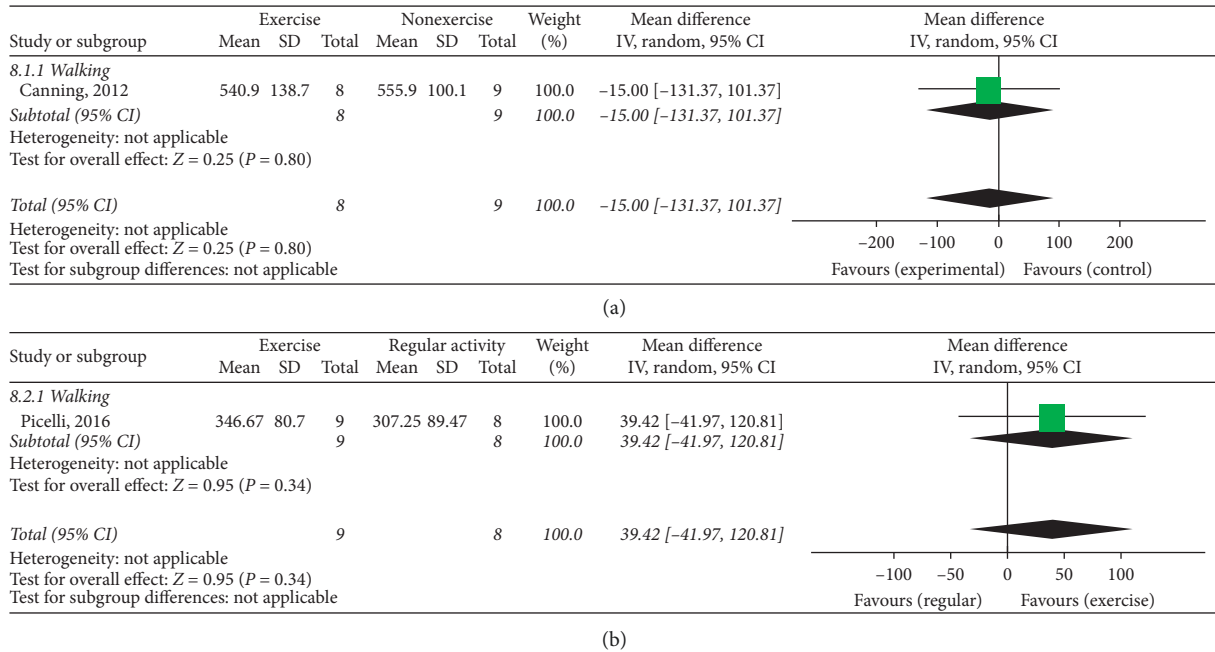 Exercise Nonexercise Weight Mean difference Mean difference
Study or subgroup Mean SD Total Mean SD Total (%) IV, random, 95% CI IV, random, 95% CI
8.1.1 Walking
Canning, 2012 540.9 138.7 8 555.9 100.1 9 100.0 –15.00 [–131.37, 101.37]
Subtotal (95% CI) 8 9 100.0 –15.00 [–131.37, 101.37]
Heterogeneity: not applicable
Test for overall effect: Z = 0.25 (P = 0.80)
Total (95% CI) 8 9 100.0 –15.00 [–131.37, 101.37]
Heterogeneity: not applicable
Test for overall effect: Z = 0.25 (P = 0.80)
Test for subgroup differences: not applicable
–200 –100 0 100 200
Favours (experimental) Favours (control)
(a)
Exercise Regular activity Weight Mean difference Mean difference
Study or subgroup Mean SD Total Mean SD Total (%) IV, random, 95% CI IV, random, 95% CI
8.2.1 Walking
Picelli, 2016 346.67 80.7 9 307.25 89.47 8 100.0 39.42 [–41.97, 120.81]
Subtotal (95% CI) 9 8 100.0 39.42 [–41.97, 120.81]
Heterogeneity: not applicable
Test for overall effect: Z = 0.95 (P = 0.34)
Total (95% CI) 9 8 100.0 39.42 [–41.97, 120.81]
Heterogeneity: not applicable
Test for overall effect: Z = 0.95 (P = 0.34)
Test for subgroup differences: not applicable
–100 –50 0 50 100
Favours (regular) Favours (exercise)
(b)